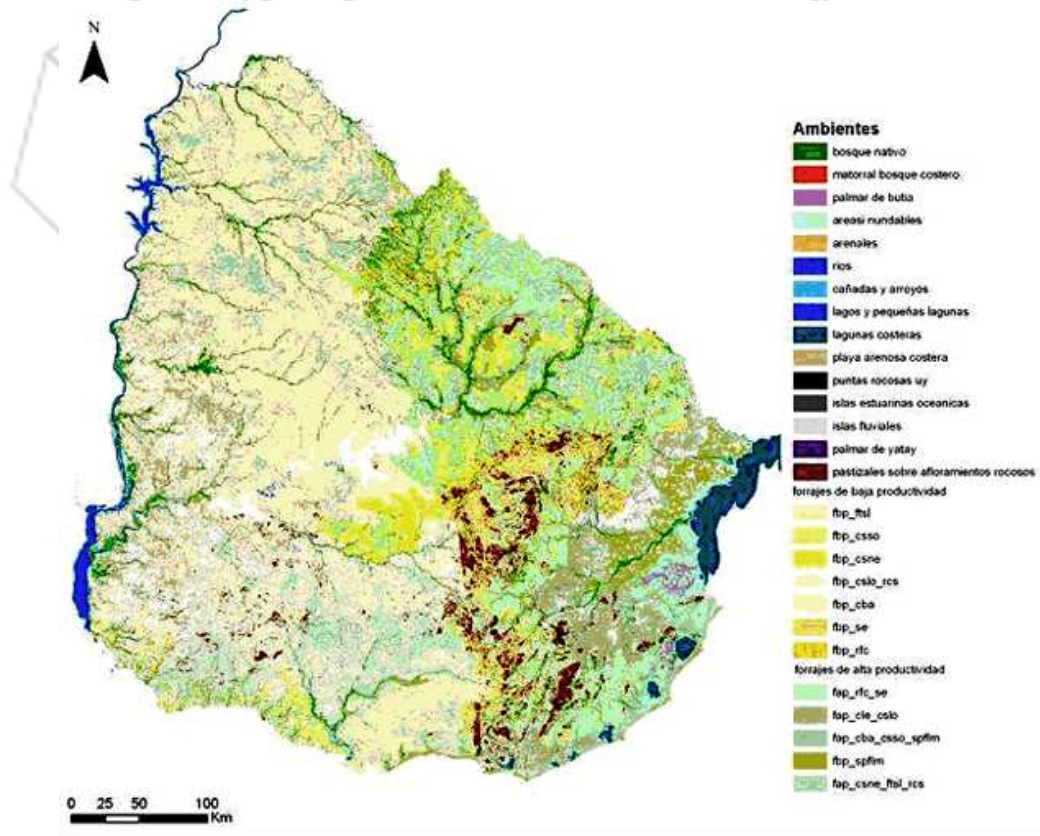 N
Ambientes
bosque nativo
matorral bosque costero
palmar de butia
areasi nundables
arenales
rios
cañadas y arroyos
lagos y pequeñas lagunas
lagunas costeras
playa arenosa costera
puntas rocosas uy
islas estuarinas oceanicas
islas fluviales
palmar de yatay
pastizales sobre afloramientos rocosos
forrajes de baja productividad
fbp_ftsl
fbp_csso
fbp_csne
fbp_cslo_rcs
fbp_cba
fbp_se
fbp_rfc
forrajes de alta productividad
fap_rfc_se
fap_cle_cslo
fap_cba_csso_spflm
fbp_spflm
fap_csne_ftsl_rcs
0 25 50 100
Km